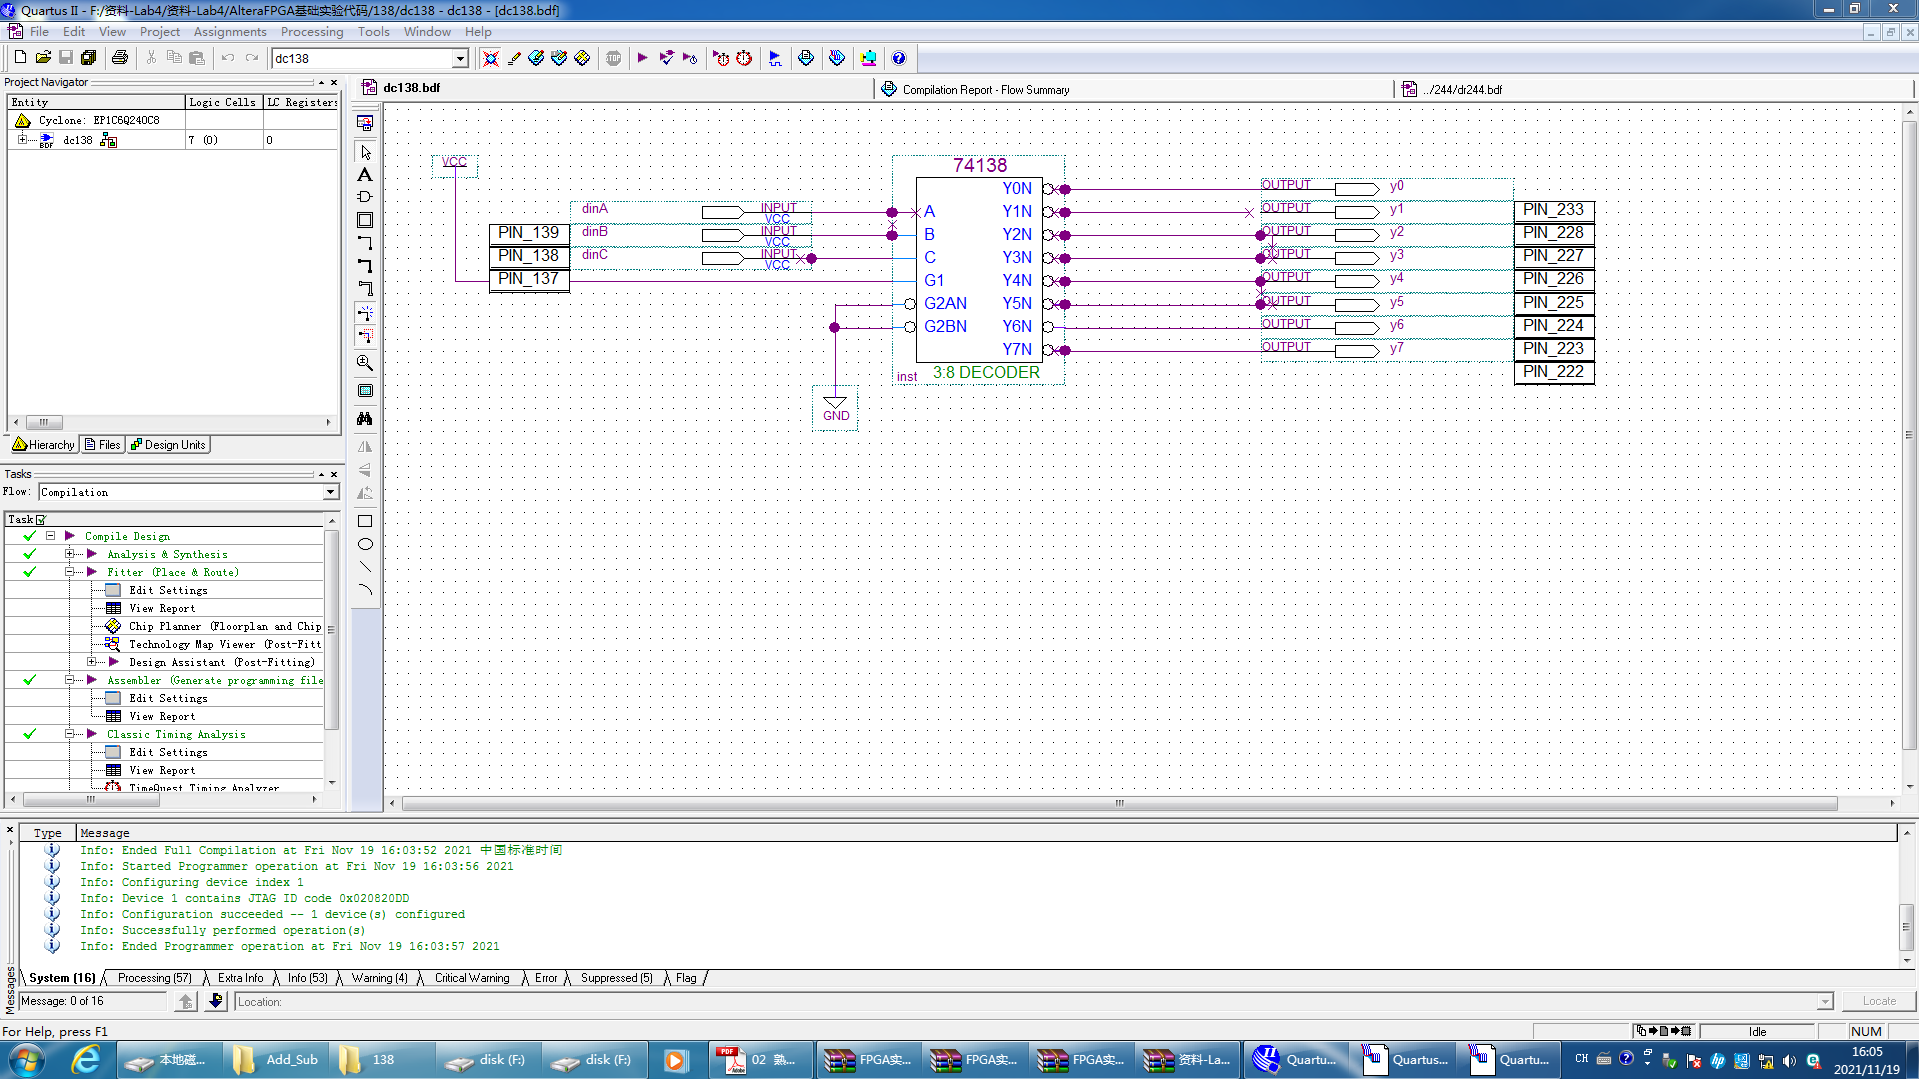 Quartus II - F:/资料-Lab4/资料-Lab4/AlteraFPGA基础实验代码/138/dc138 - dc138 - [dc138.bdf]
File Edit View Project Assignments Processing Tools Window Help
dc138
Project Navigator
Entity Logic Cells LC Registers
Cyclone: EP1C6Q240C8
dc138 7 (0) 0
Hierarchy Files Design Units
Tasks
Flow: Compilation
Task
Compile Design
Analysis & Synthesis
Fitter (Place & Route)
Edit Settings
View Report
Chip Planner (Floorplan and Chip
Technology Map Viewer (Post-Fitt
Design Assistant (Post-Fitting)
Assembler (Generate programming file
Edit Settings
View Report
Classic Timing Analysis
Edit Settings
View Report
TimeQuest Timing Analyzer
dc138.bdf
Compilation Report - Flow Summary
../244/dr244.bdf
VCC
dinA INPUT VCC
dinB INPUT VCC
dinC INPUT VCC
PIN_139
PIN_138
PIN_137
74138
A Y0N
B Y1N
C Y2N
G1 Y3N
G2AN Y4N
G2BN Y5N
Y6N
Y7N
inst 3:8 DECODER
GND
OUTPUT y0
OUTPUT y1
OUTPUT y2
OUTPUT y3
OUTPUT y4
OUTPUT y5
OUTPUT y6
OUTPUT y7
PIN_233
PIN_228
PIN_227
PIN_226
PIN_225
PIN_224
PIN_223
PIN_222
Type Message
Info: Ended Full Compilation at Fri Nov 19 16:03:52 2021 中国标准时间
Info: Started Programmer operation at Fri Nov 19 16:03:56 2021
Info: Configuring device index 1
Info: Device 1 contains JTAG ID code 0x020820DD
Info: Configuration succeeded -- 1 device(s) configured
Info: Successfully performed operation(s)
Info: Ended Programmer operation at Fri Nov 19 16:03:57 2021
System (16) Processing (57) Extra Info Info (53) Warning (4) Critical Warning Error Suppressed (5) Flag
Messages
Message: 0 of 16 Location: Locate
For Help, press F1 Idle NUM
本地磁... Add_Sub 138 disk (F:) disk (F:) 02 熟... FPGA实... FPGA实... FPGA实... 资料-La... Quartu... Quartus... Quartu... CH 16:05
2021/11/19